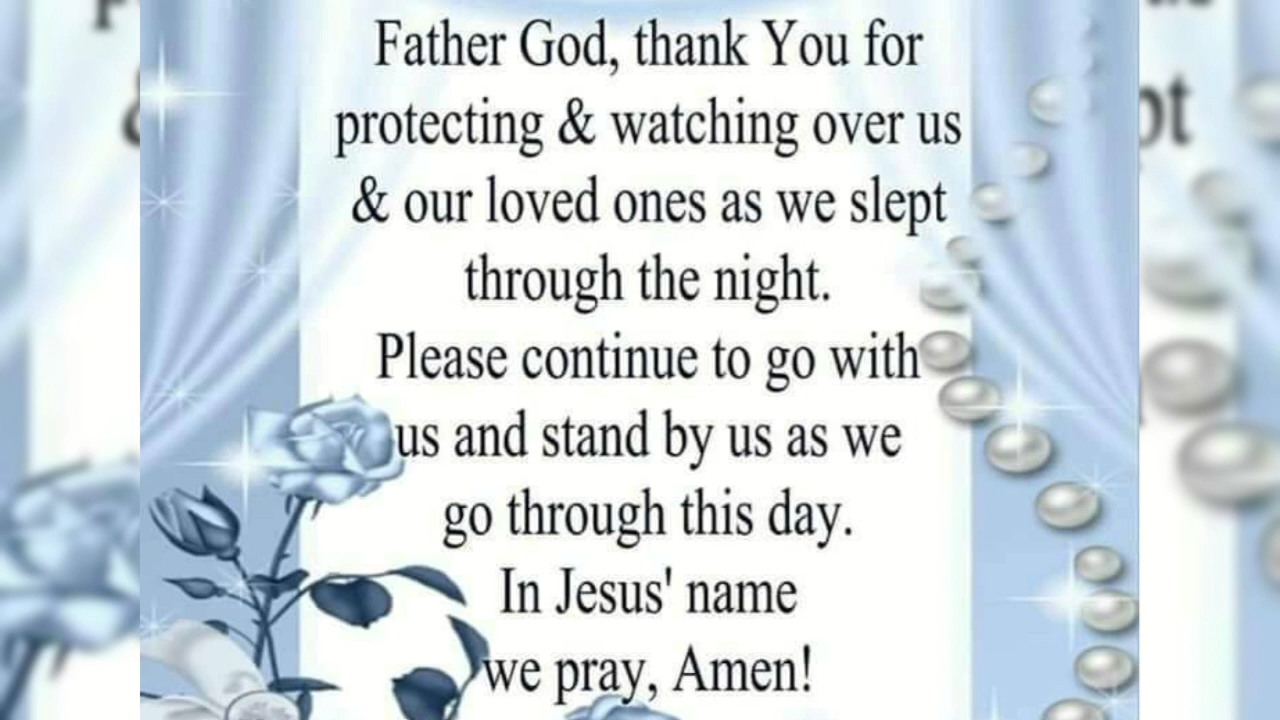 Father God, thank You for
protecting & watching over us
& our loved ones as we slept
through the night.
Please continue to go with
us and stand by us as we
go through this day.
In Jesus' name
we pray, Amen!